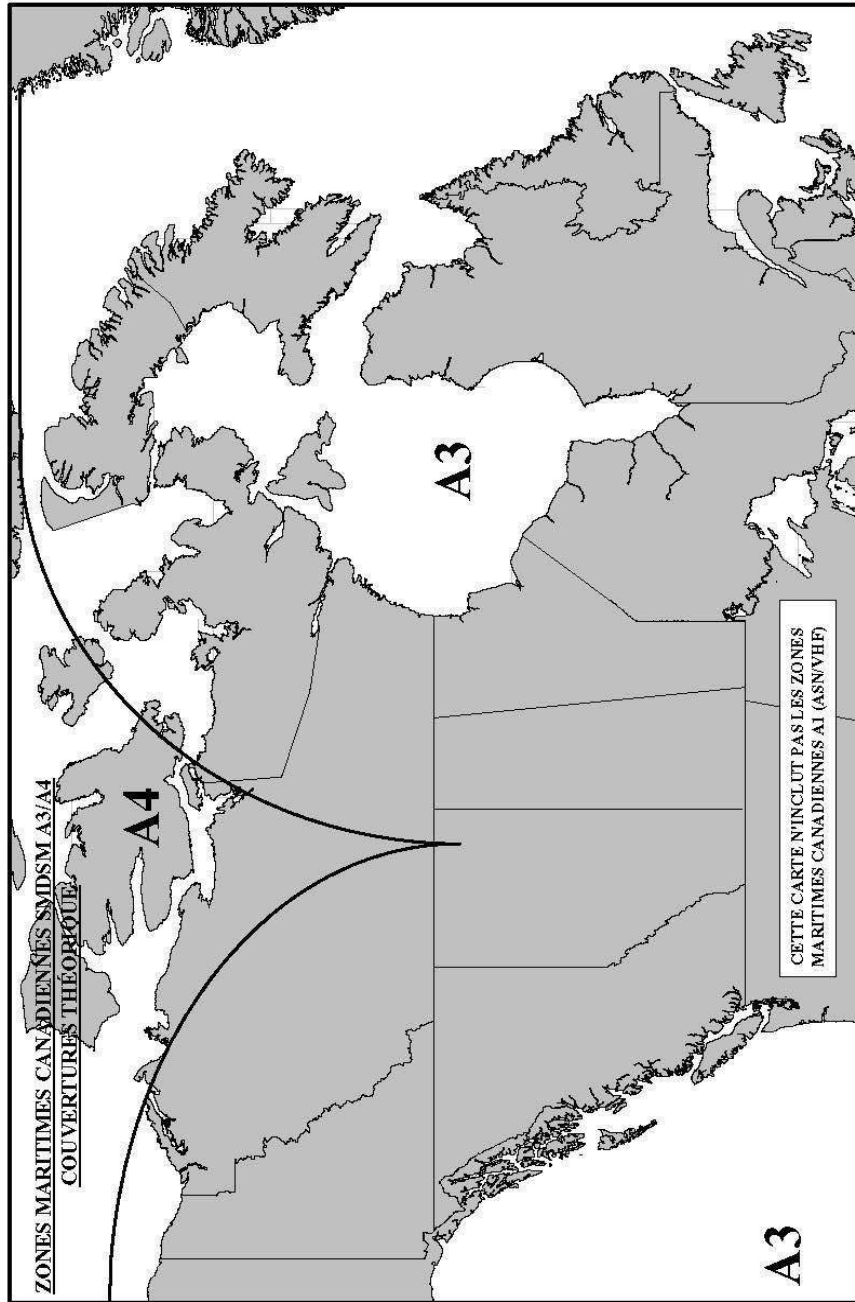 ZONES MARITIMES CANADIENNES SMDSM A3/A4
COUVERTURES THÉORIQUE
A4
A3
A3
CETTE CARTE N'INCLUT PAS LES ZONES
MARITIMES CANADIENNES A1 (ASN/VHF)